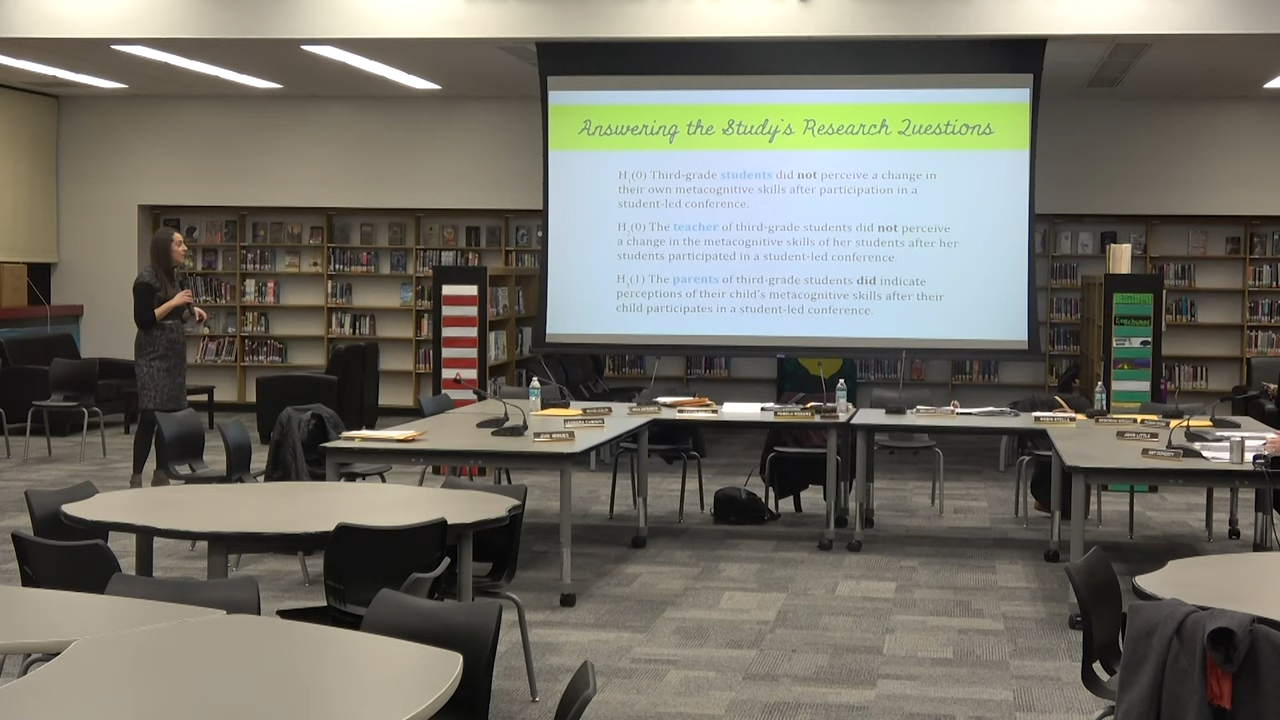 Answering the Study's Research Questions
H (0) Third-grade students did not perceive a change in
their own metacognitive skills after participation in a
student-led conference.
H (0) The teacher of third-grade students did not perceive
a change in the metacognitive skills of her students after her
students participated in a student-led conference.
H (1) The parents of third-grade students did indicate
perceptions of their child's metacognitive skills after their
child participates in a student-led conference.